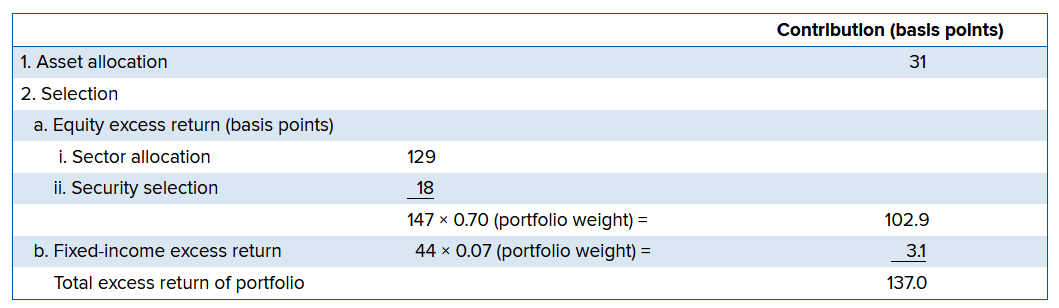 Contribution (basis points)
1. Asset allocation 31
2. Selection
a. Equity excess return (basis points)
i. Sector allocation 129
ii. Security selection 18
147 × 0.70 (portfolio weight) = 102.9
b. Fixed-income excess return 44 × 0.07 (portfolio weight) = 3.1
Total excess return of portfolio 137.0